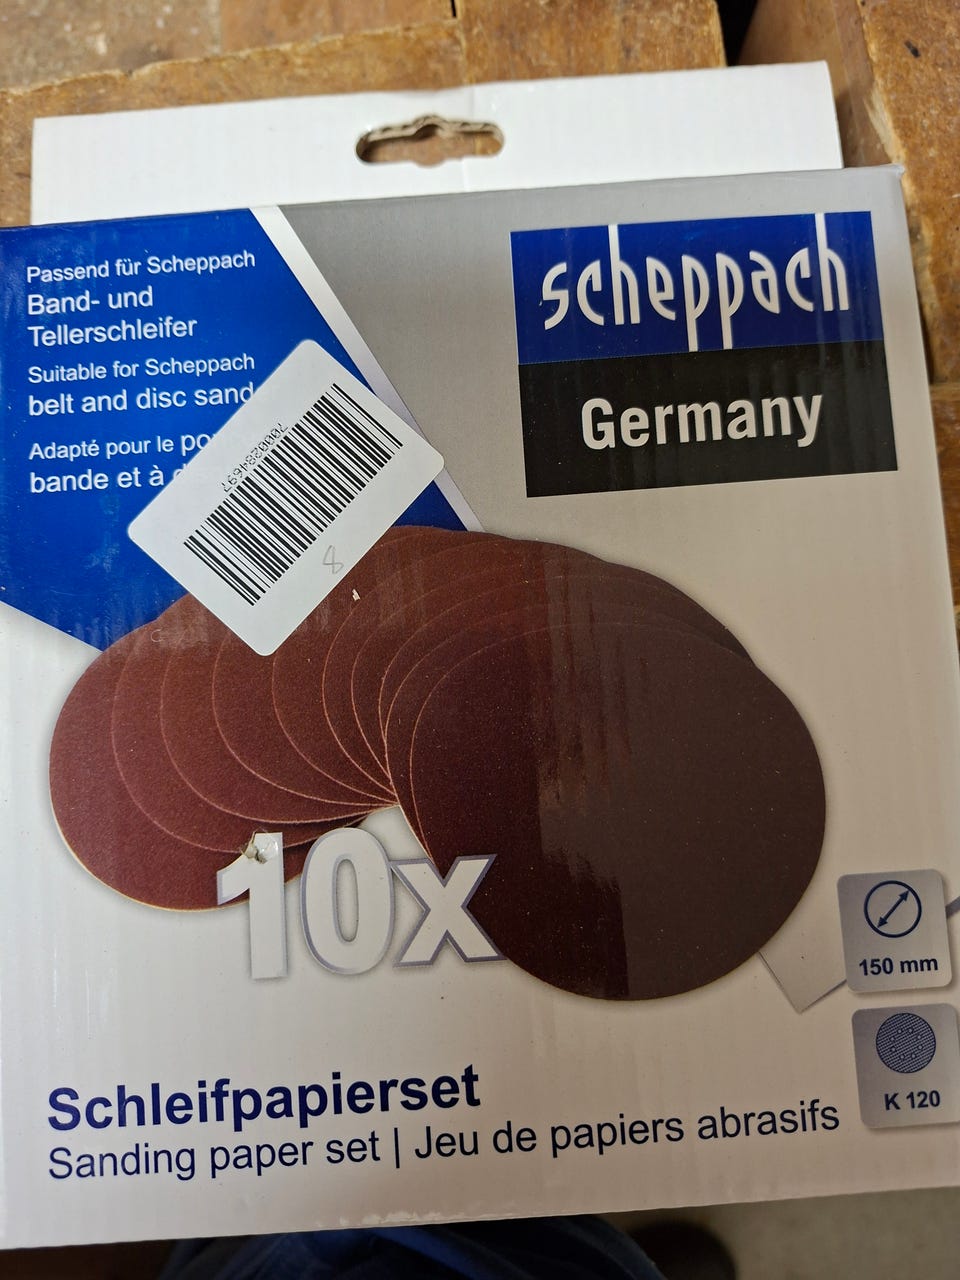 Passend für Scheppach
Band- und
Tellerschleifer
Suitable for Scheppach
belt and disc sand
Adapté pour le po
bande et à
scheppach
Germany
8
10x
150 mm
K 120
Schleifpapierset
Sanding paper set | Jeu de papiers abrasifs